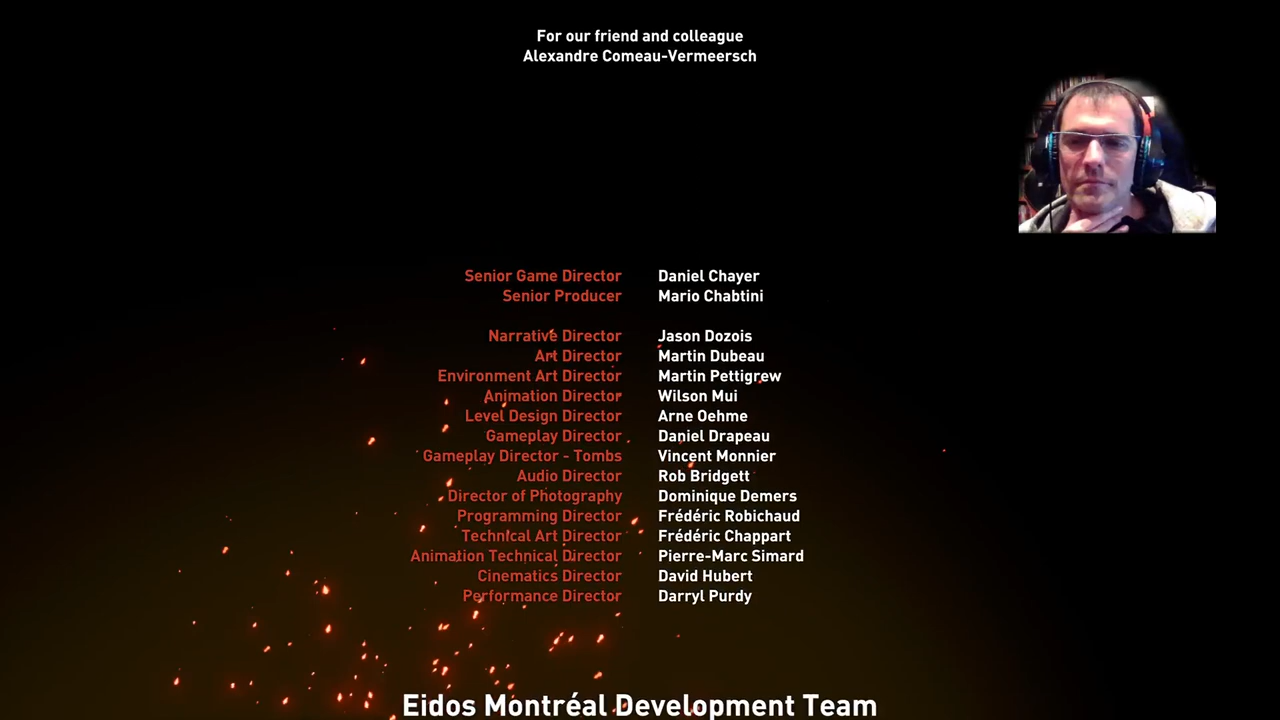 For our friend and colleague
Alexandre Comeau-Vermeersch
Senior Game Director Daniel Chayer
Senior Producer Mario Chabtini
Narrative Director Jason Dozois
Art Director Martin Dubeau
Environment Art Director Martin Pettigrew
Animation Director Wilson Mui
Level Design Director Arne Oehme
Gameplay Director Daniel Drapeau
Gameplay Director - Tombs Vincent Monnier
Audio Director Rob Bridgett
Director of Photography Dominique Demers
Programming Director Frédéric Robichaud
Technical Art Director Frédéric Chappart
Animation Technical Director Pierre-Marc Simard
Cinematics Director David Hubert
Performance Director Darryl Purdy
Eidos Montréal Development Team